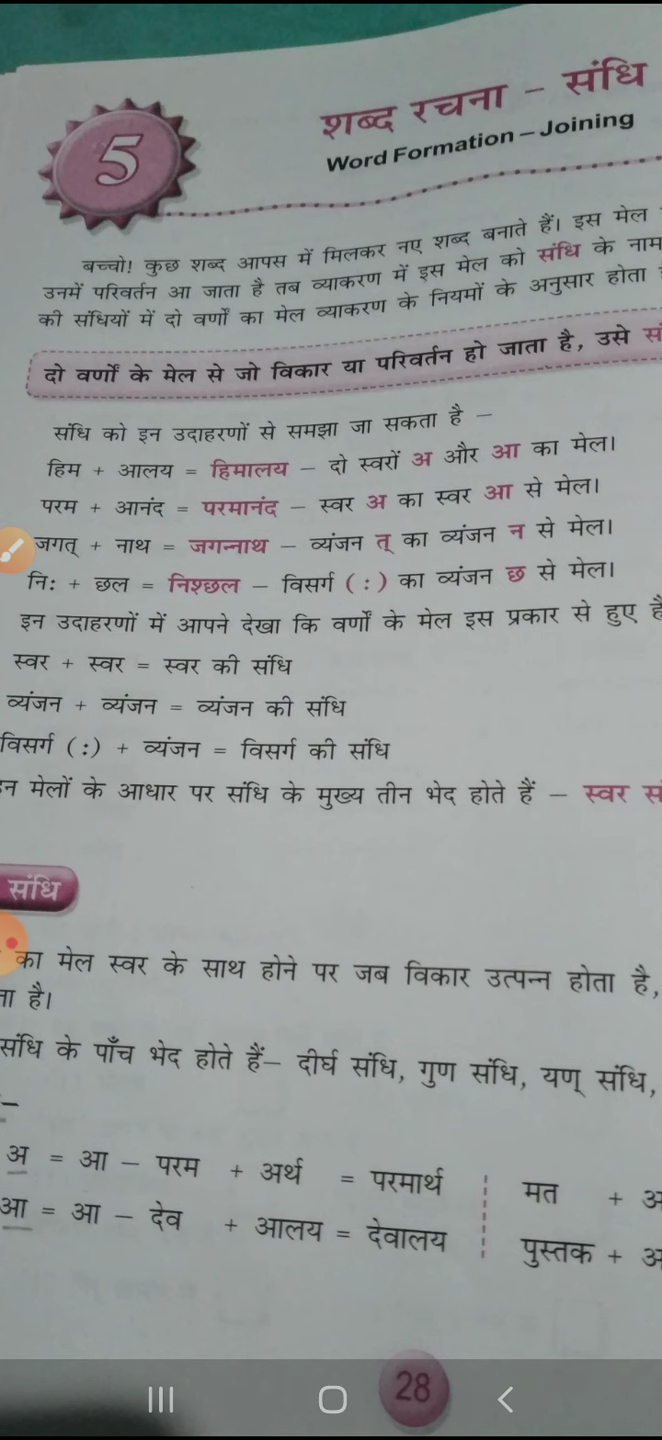 5
शब्द रचना – संधि
Word Formation – Joining
बच्चो! कुछ शब्द आपस में मिलकर नए शब्द बनाते हैं। इस मेल
उनमें परिवर्तन आ जाता है तब व्याकरण में इस मेल को संधि के नाम
की संधियों में दो वर्णों का मेल व्याकरण के नियमों के अनुसार होता
दो वर्णों के मेल से जो विकार या परिवर्तन हो जाता है, उसे
संधि को इन उदाहरणों से समझा जा सकता है –
हिम + आलय = हिमालय – दो स्वरों अ और आ का मेल।
परम + आनंद = परमानंद – स्वर अ का स्वर आ से मेल।
जगत् + नाथ = जगन्नाथ – व्यंजन त् का व्यंजन न से मेल।
नि: + छल = निश्छल – विसर्ग (:) का व्यंजन छ से मेल।
इन उदाहरणों में आपने देखा कि वर्णों के मेल इस प्रकार से हुए
स्वर + स्वर = स्वर की संधि
व्यंजन + व्यंजन = व्यंजन की संधि
विसर्ग (:) + व्यंजन = विसर्ग की संधि
मेलों के आधार पर संधि के मुख्य तीन भेद होते हैं – स्वर
संधि
का मेल स्वर के साथ होने पर जब विकार उत्पन्न होता है,
है।
संधि के पाँच भेद होते हैं– दीर्घ संधि, गुण संधि, यण् संधि,
–
अ = आ – परम + अर्थ = परमार्थ मत +
आ = आ – देव + आलय = देवालय पुस्तक +
28